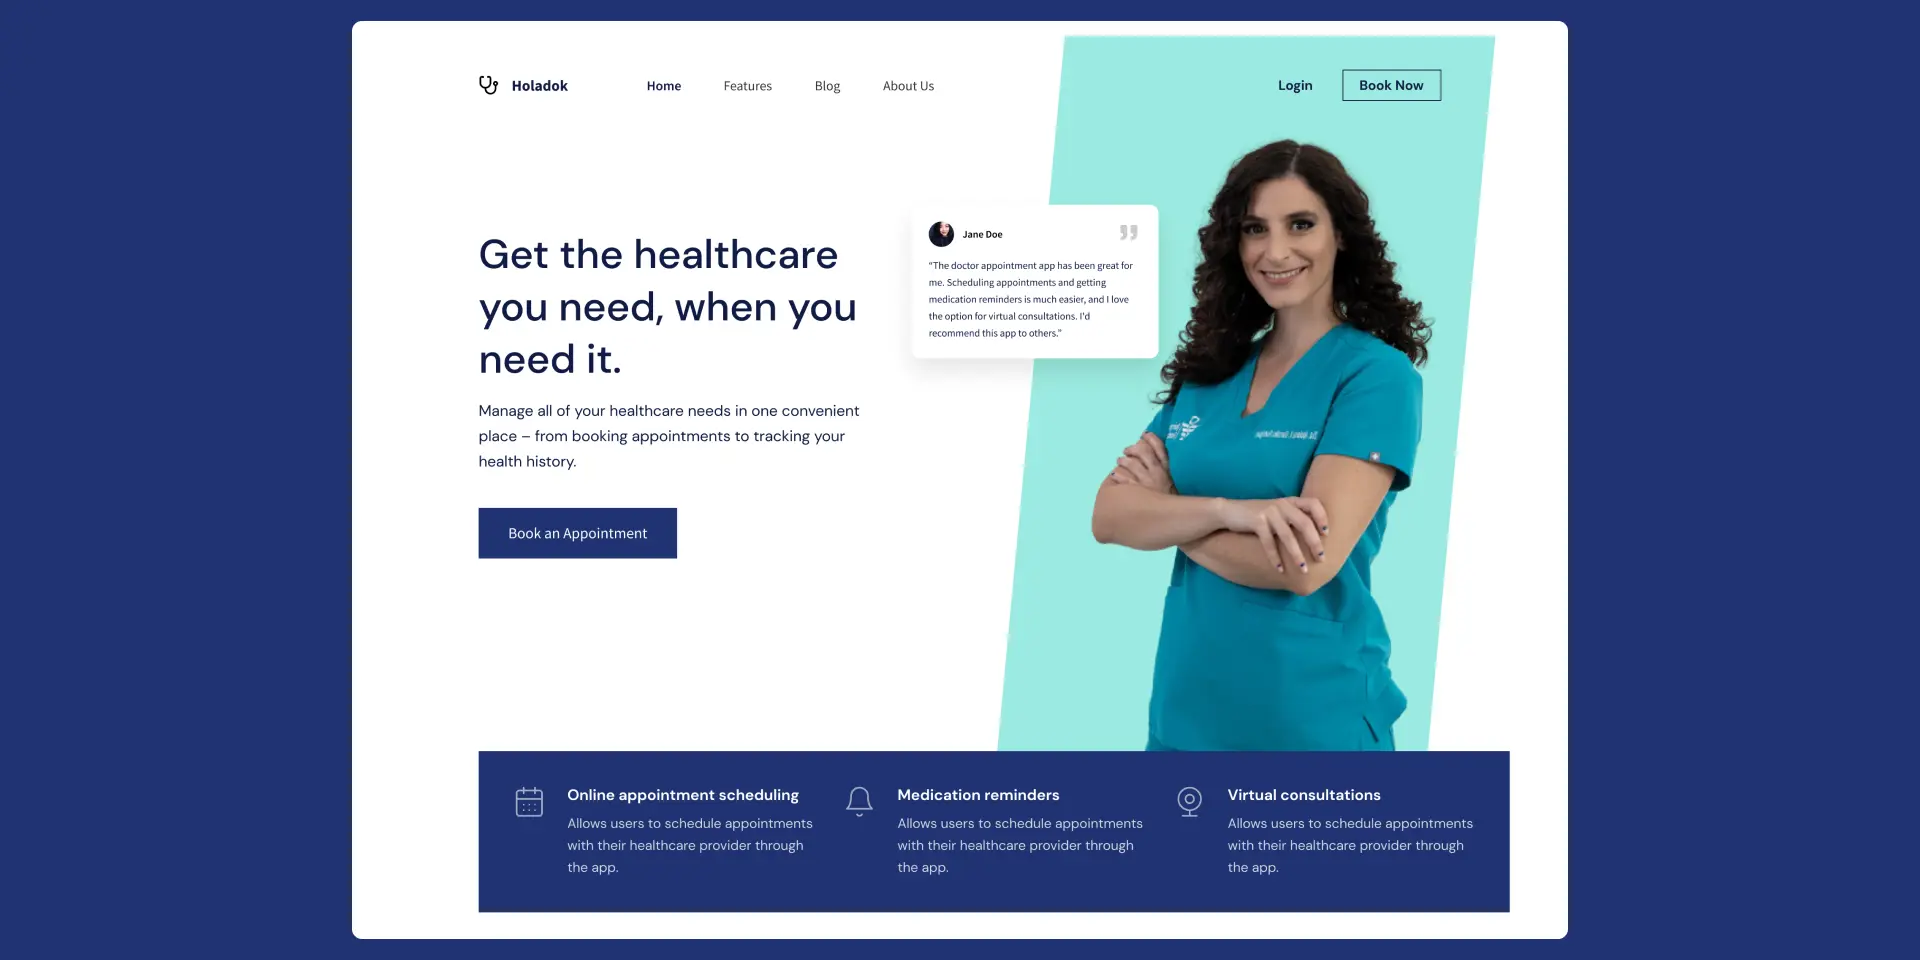 Holadok
Home
Features
Blog
About Us
Login
Book Now
Get the healthcare
you need, when you
need it.
Manage all of your healthcare needs in one convenient
place – from booking appointments to tracking your
health history.
Book an Appointment
Jane Doe
“The doctor appointment app has been great for
me. Scheduling appointments and getting
medication reminders is much easier, and I love
the option for virtual consultations. I'd
recommend this app to others.”
Online appointment scheduling
Allows users to schedule appointments
with their healthcare provider through
the app.
Medication reminders
Allows users to schedule appointments
with their healthcare provider through
the app.
Virtual consultations
Allows users to schedule appointments
with their healthcare provider through
the app.